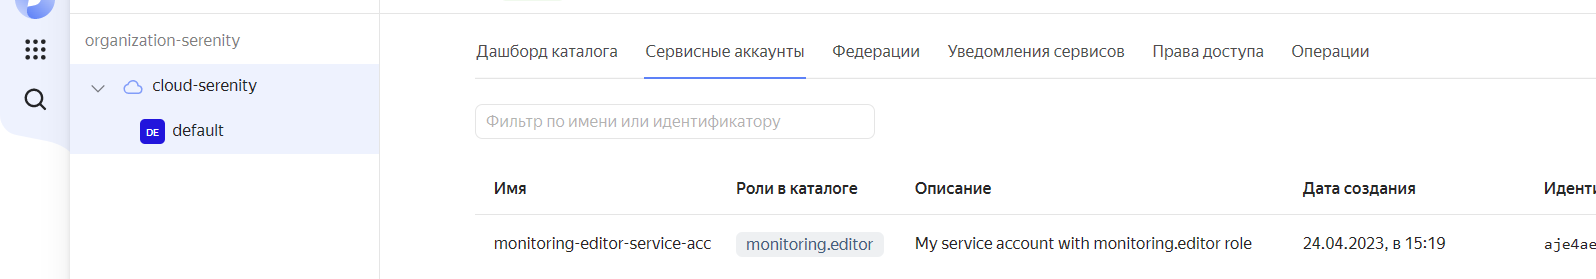 organization-serenity
cloud-serenity
DE default
Дашборд каталога Сервисные аккаунты Федерации Уведомления сервисов Права доступа Операции
Фильтр по имени или идентификатору
Имя Роли в каталоге Описание Дата создания
monitoring-editor-service-acc monitoring.editor My service account with monitoring.editor role 24.04.2023, в 15:19